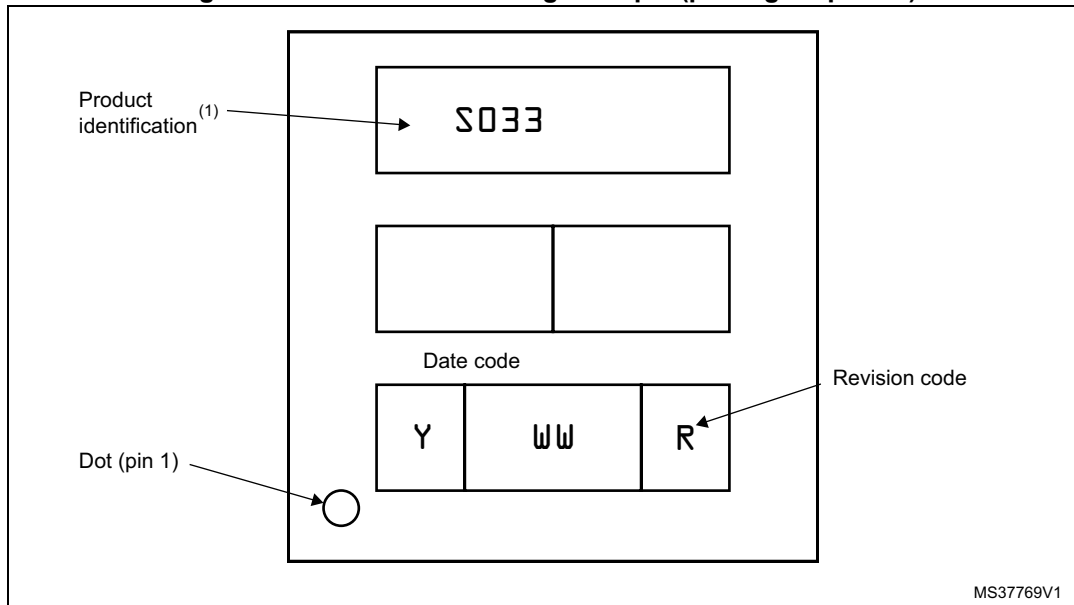 Product
identification(1)
S033
Date code
Revision code
Y WW R
Dot (pin 1)
MS37769V1